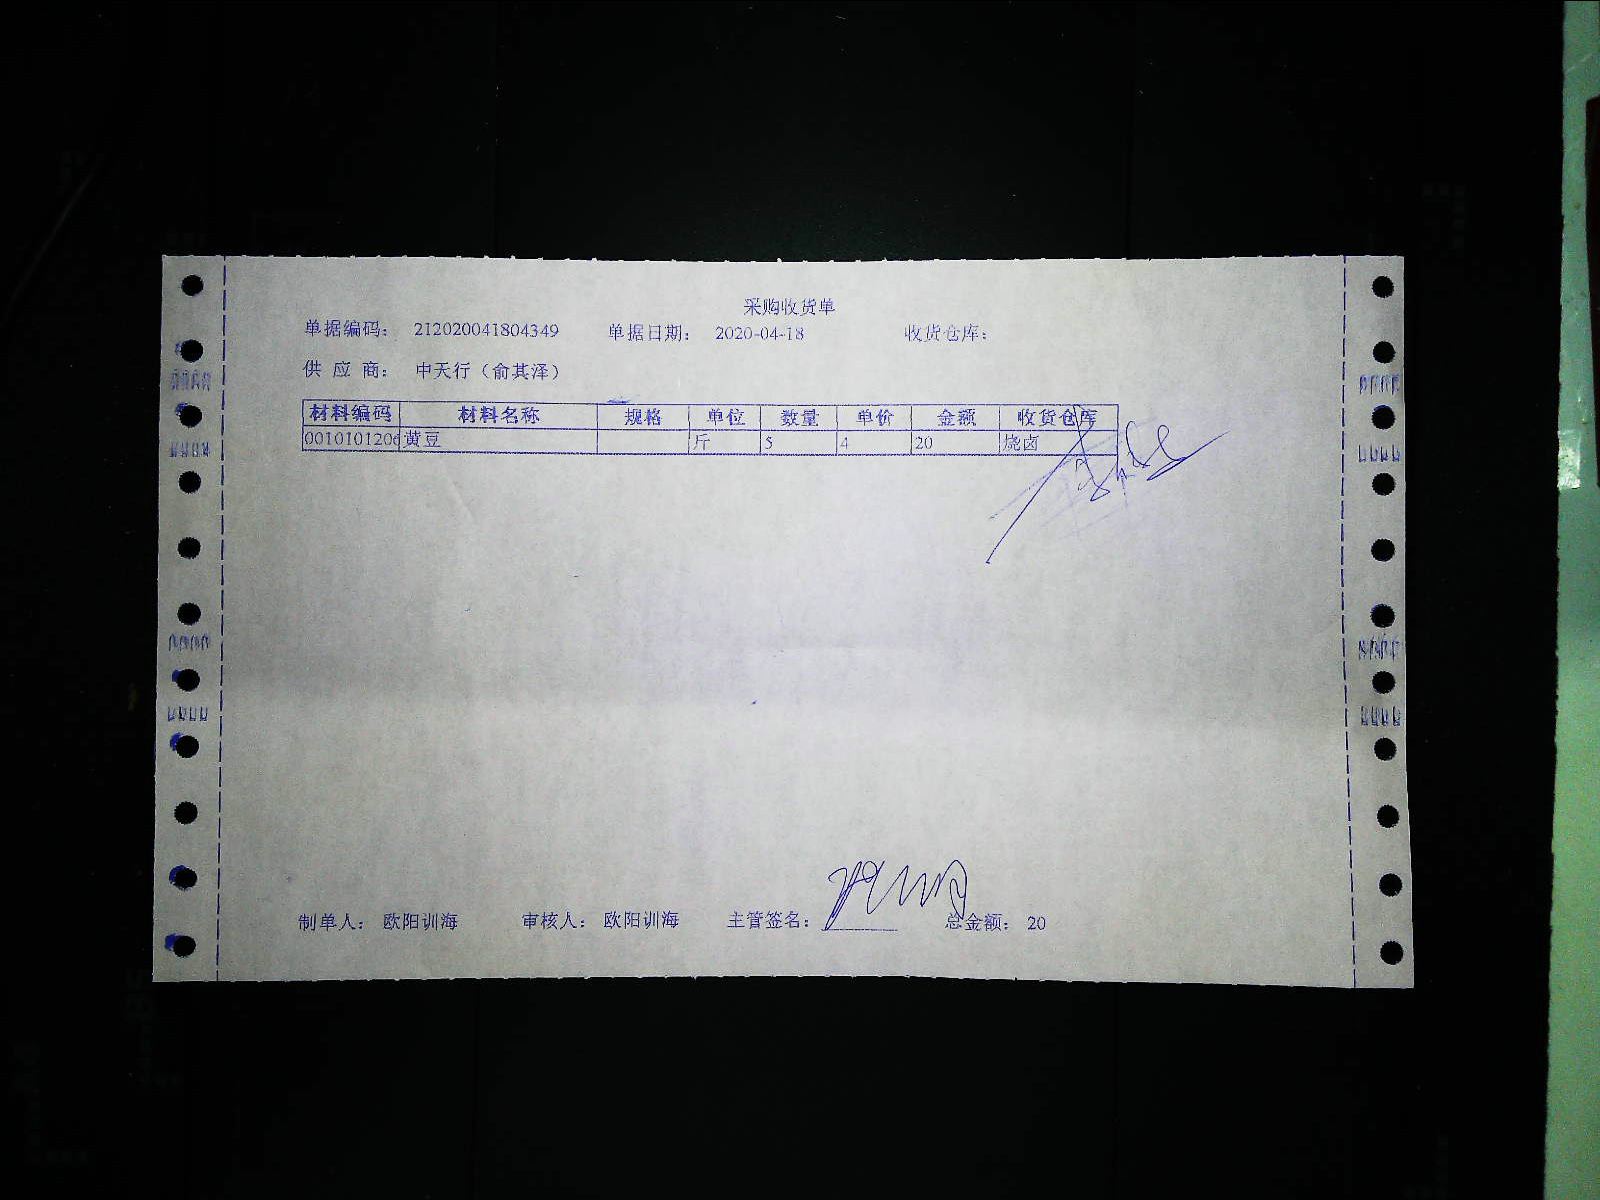 采购收货单
单据编码： 212020041804349 单据日期： 2020-04-18 收货仓库：
供 应 商： 中天行（俞其泽）
材料编码 材料名称 规格 单位 数量 单价 金额 收货仓库
0010101206 黄豆 斤 5 4 20 烧卤
制单人： 欧阳训海 审核人： 欧阳训海 主管签名： 总金额： 20